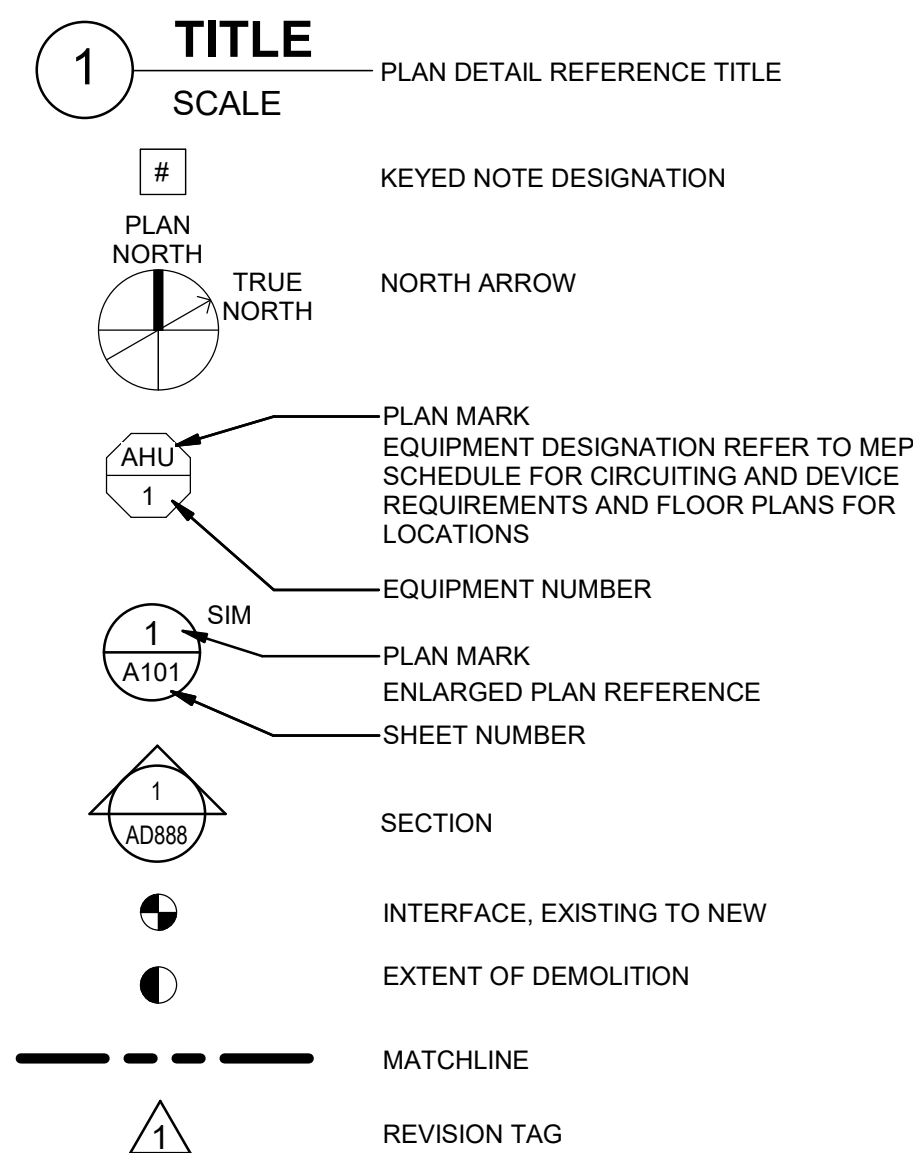 1
TITLE
SCALE
PLAN DETAIL REFERENCE TITLE
#
KEYED NOTE DESIGNATION
PLAN
NORTH
TRUE
NORTH
NORTH ARROW
AHU
1
PLAN MARK
EQUIPMENT DESIGNATION REFER TO MEP
SCHEDULE FOR CIRCUITING AND DEVICE
REQUIREMENTS AND FLOOR PLANS FOR
LOCATIONS
EQUIPMENT NUMBER
1
A101
SIM
PLAN MARK
ENLARGED PLAN REFERENCE
SHEET NUMBER
1
AD888
SECTION
INTERFACE, EXISTING TO NEW
EXTENT OF DEMOLITION
MATCHLINE
1
REVISION TAG